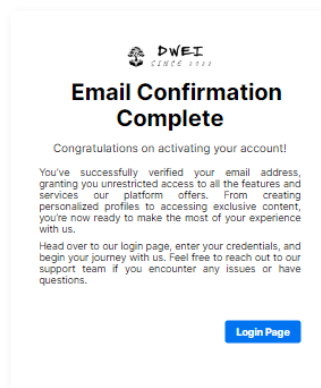 DWEI
SINCE 2022
Email Confirmation
Complete
Congratulations on activating your account!
You've successfully verified your email address,
granting you unrestricted access to all the features and
services our platform offers. From creating
personalized profiles to accessing exclusive content,
you're now ready to make the most of your experience
with us.
Head over to our login page, enter your credentials, and
begin your journey with us. Feel free to reach out to our
support team if you encounter any issues or have
questions.
Login Page